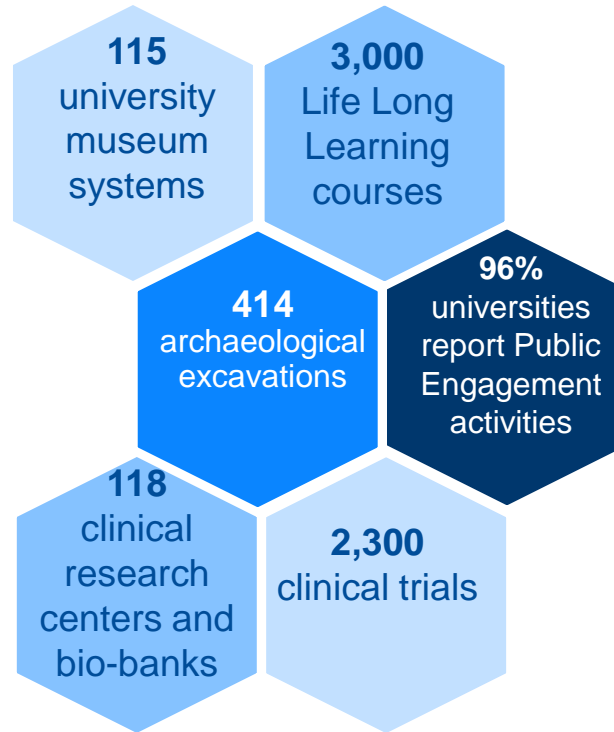 115
university
museum
systems
3,000
Life Long
Learning
courses
414
archaeological
excavations
96%
universities
report Public
Engagement
activities
118
clinical
research
centers and
bio-banks
2,300
clinical trials